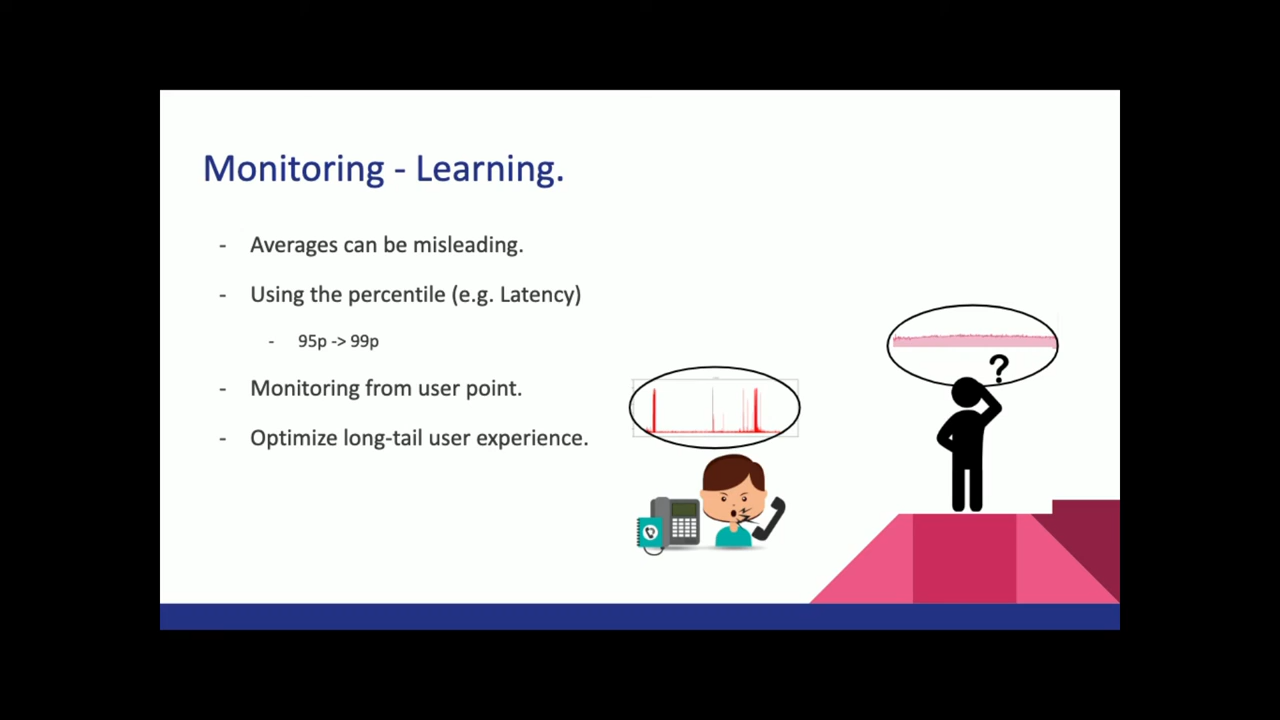 Monitoring - Learning.
- Averages can be misleading.
- Using the percentile (e.g. Latency)
- 95p -> 99p
- Monitoring from user point.
- Optimize long-tail user experience.
?